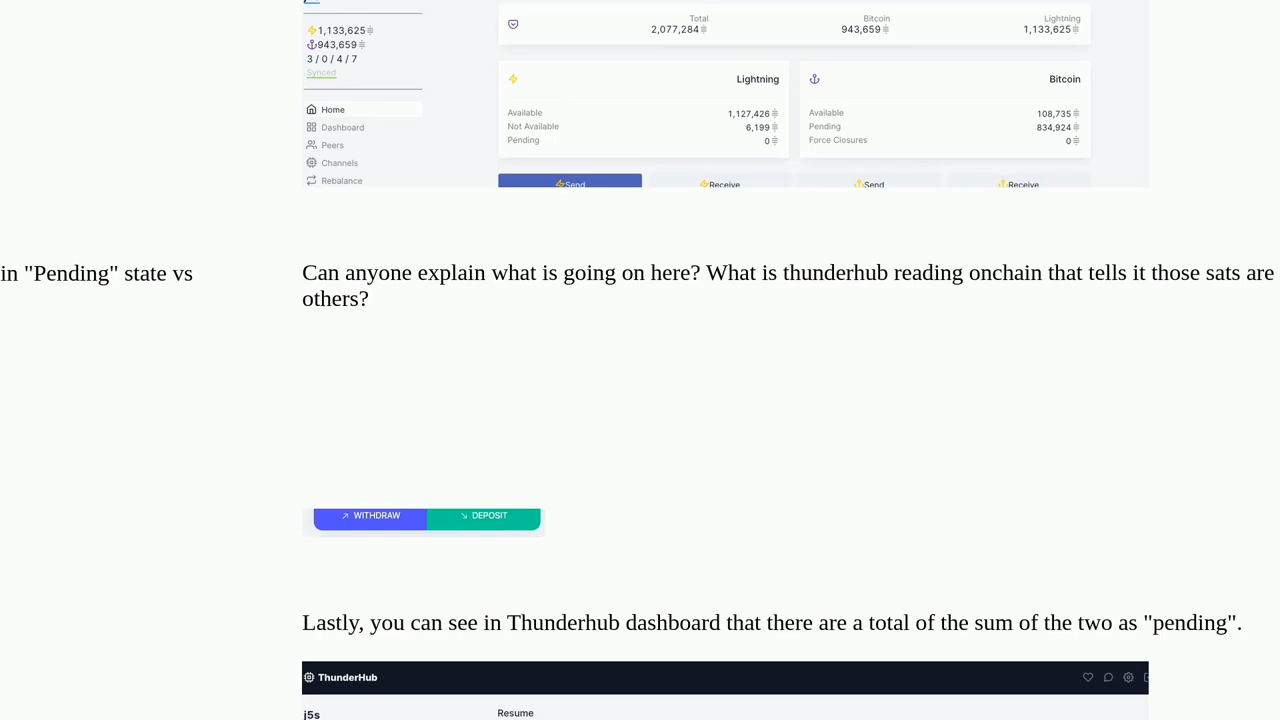 Total
Bitcoin
Lightning
2,077,284
943,659
1,133,625
1,133,625
943,659
3 / 0 / 4 / 7
Synced
Home
Dashboard
Peers
Channels
Rebalance
Lightning
Available 1,127,426
Not Available 6,199
Pending 0
Bitcoin
Available 108,735
Pending 834,924
Force Closures 0
Send
Receive
Send
Receive
in "Pending" state vs
Can anyone explain what is going on here? What is thunderhub reading onchain that tells it those sats are
others?
WITHDRAW
DEPOSIT
Lastly, you can see in Thunderhub dashboard that there are a total of the sum of the two as "pending".
ThunderHub
j5s
Resume